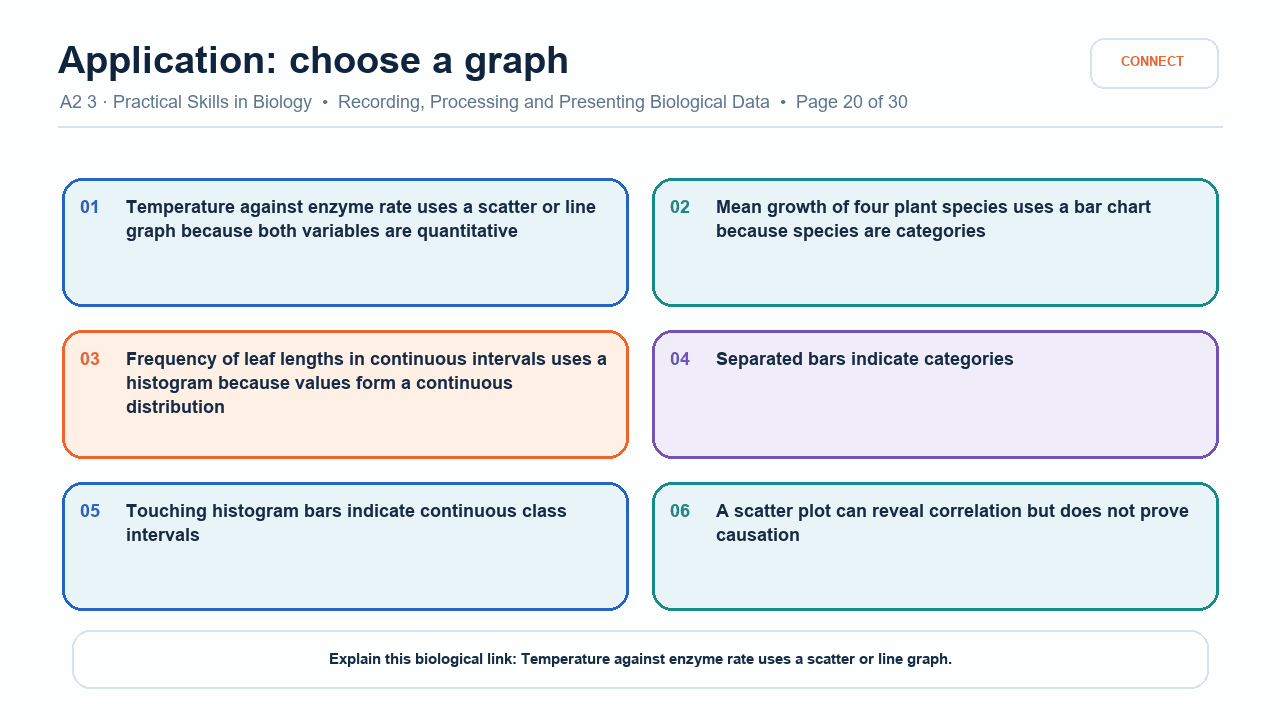 Application: choose a graph
CONNECT
A2 3 · Practical Skills in Biology • Recording, Processing and Presenting Biological Data • Page 20 of 30
01
Temperature against enzyme rate uses a scatter or line
graph because both variables are quantitative
02
Mean growth of four plant species uses a bar chart
because species are categories
03
Frequency of leaf lengths in continuous intervals uses a
histogram because values form a continuous
distribution
04
Separated bars indicate categories
05
Touching histogram bars indicate continuous class
intervals
06
A scatter plot can reveal correlation but does not prove
causation
Explain this biological link: Temperature against enzyme rate uses a scatter or line graph.